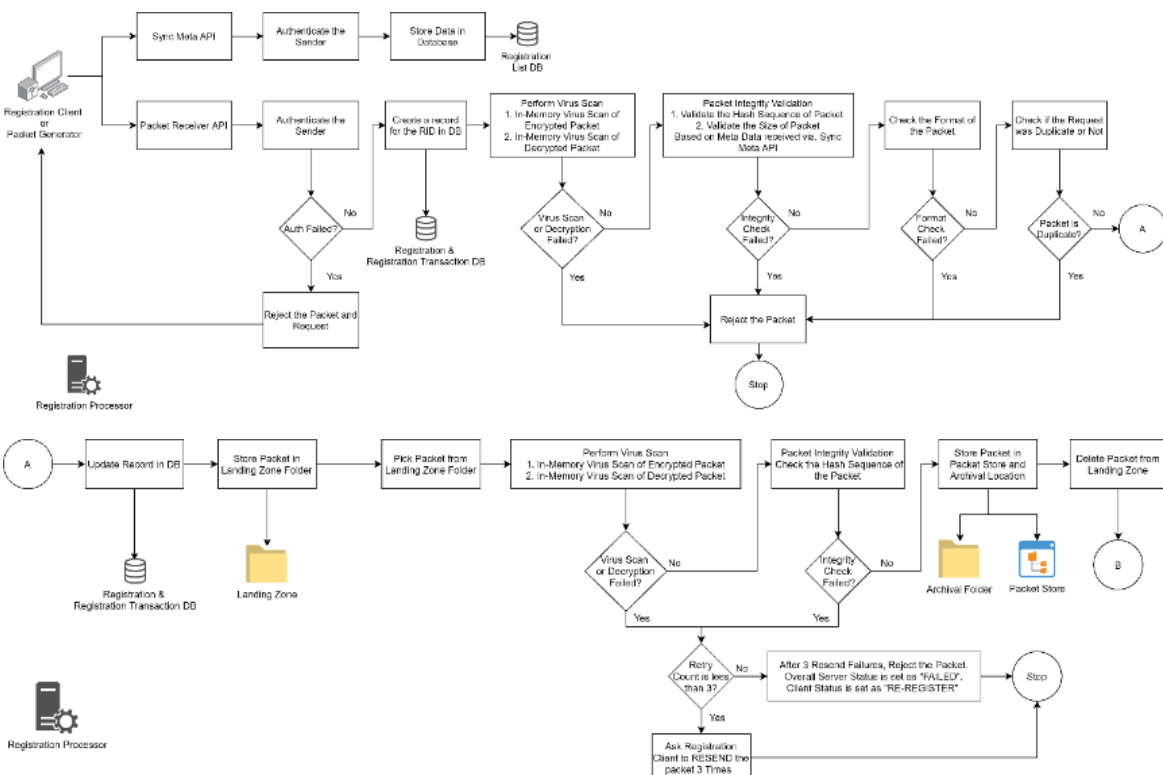 Sync Meta API
Authenticate the
Sender
Store Data in
Database
Registration
List DB
Registration Client
or
Packet Generator
Packet Receiver API
Authenticate the
Sender
Create a record
for the RID in DB
Perform Virus Scan
1. In-Memory Virus Scan of
Encrypted Packet
2. In-Memory Virus Scan of
Decrypted Packet
Packet Integrity Validation
1. Validate the Hash Sequence of Packet
2. Validate the Size of Packet
Based on Meta Data received via. Sync
Meta API
Check the Format of
the Packet
Check if the Request
was Duplicate or Not
Auth Failed?
No
Yes
Registration &
Registration Transaction DB
Virus Scan
or Decryption
Failed?
No
Yes
Integrity
Check
Failed?
No
Yes
Format
Check
Failed?
No
Yes
Packet is
Duplicate?
No
Yes
A
Reject the Packet and
Request
Reject the Packet
Stop
Registration Processor
A
Update Record in DB
Store Packet in
Landing Zone Folder
Pick Packet from
Landing Zone Folder
Perform Virus Scan
1. In-Memory Virus Scan of Encrypted Packet
2. In-Memory Virus Scan of Decrypted Packet
Packet Integrity Validation
Check the Hash Sequence of
the Packet
Store Packet in
Packet Store and
Archival Location
Delete Packet from
Landing Zone
Registration &
Registration Transaction DB
Landing Zone
Virus Scan
or Decryption
Failed?
No
Yes
Integrity
Check
Failed?
No
Yes
Archival Folder
Packet Store
B
Retry
Count is less
than 3?
No
Yes
After 3 Resend Failures, Reject the Packet.
Overall Server Status is set as "FAILED".
Client Status is set as "RE-REGISTER"
Stop
Ask Registration
Client to RESEND the
packet 3 Times
Registration Processor